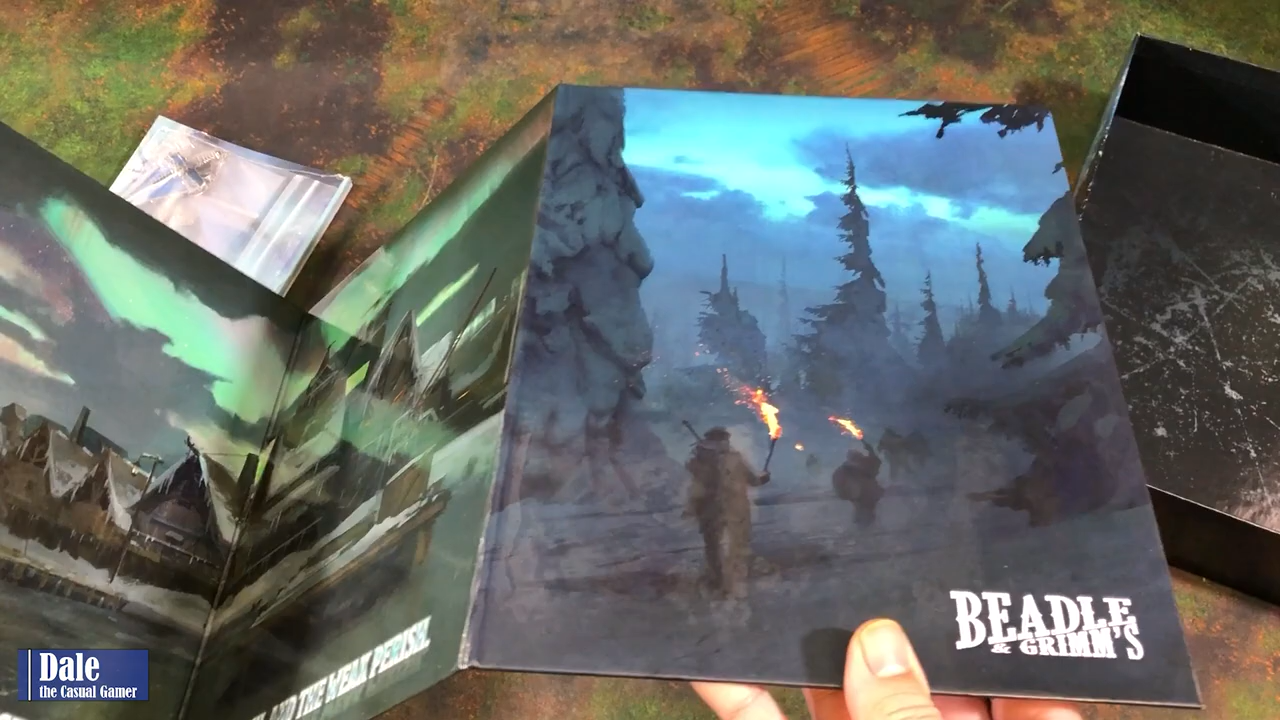 AND THE WEAK PERISH.
BEADLE
& GRIMM'S
Dale
the Casual Gamer